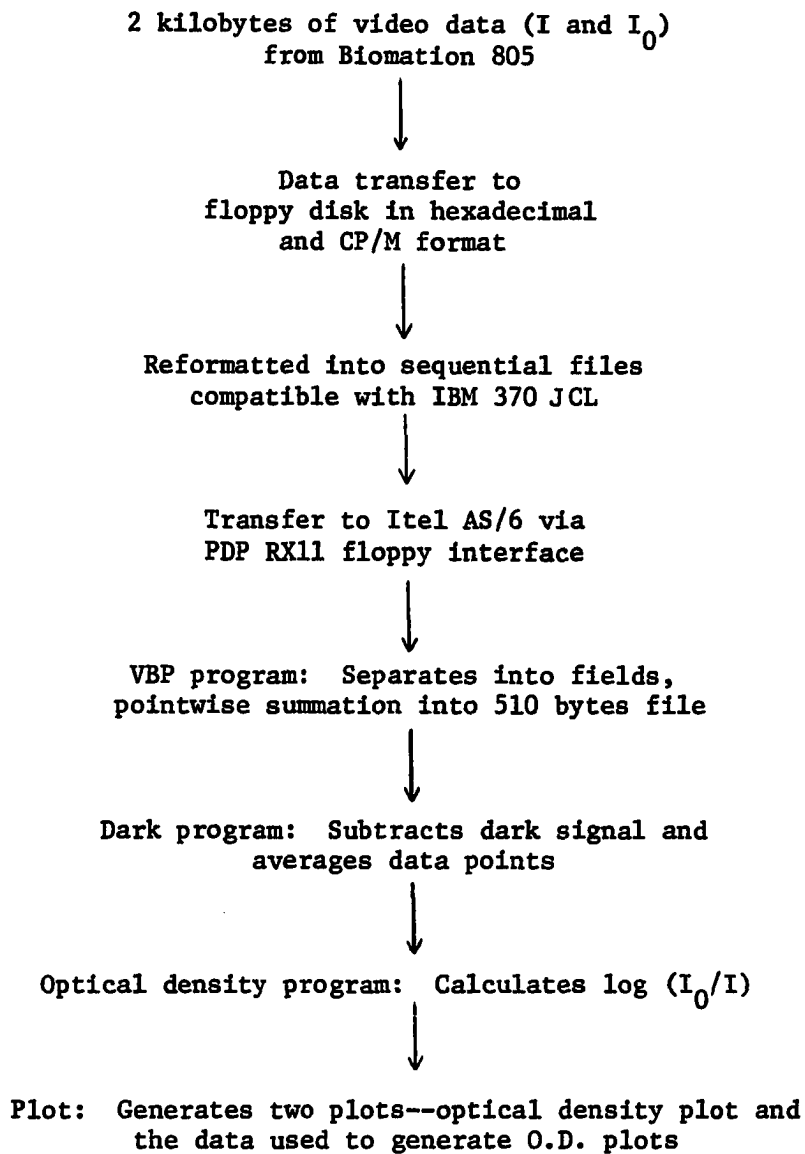 2 kilobytes of video data (I and I0)
from Biomation 805
Data transfer to
floppy disk in hexadecimal
and CP/M format
Reformatted into sequential files
compatible with IBM 370 JCL
Transfer to Itel AS/6 via
PDP RX11 floppy interface
VBP program: Separates into fields,
pointwise summation into 510 bytes file
Dark program: Subtracts dark signal and
averages data points
Optical density program: Calculates log (I0/I)
Plot: Generates two plots--optical density plot and
the data used to generate O.D. plots